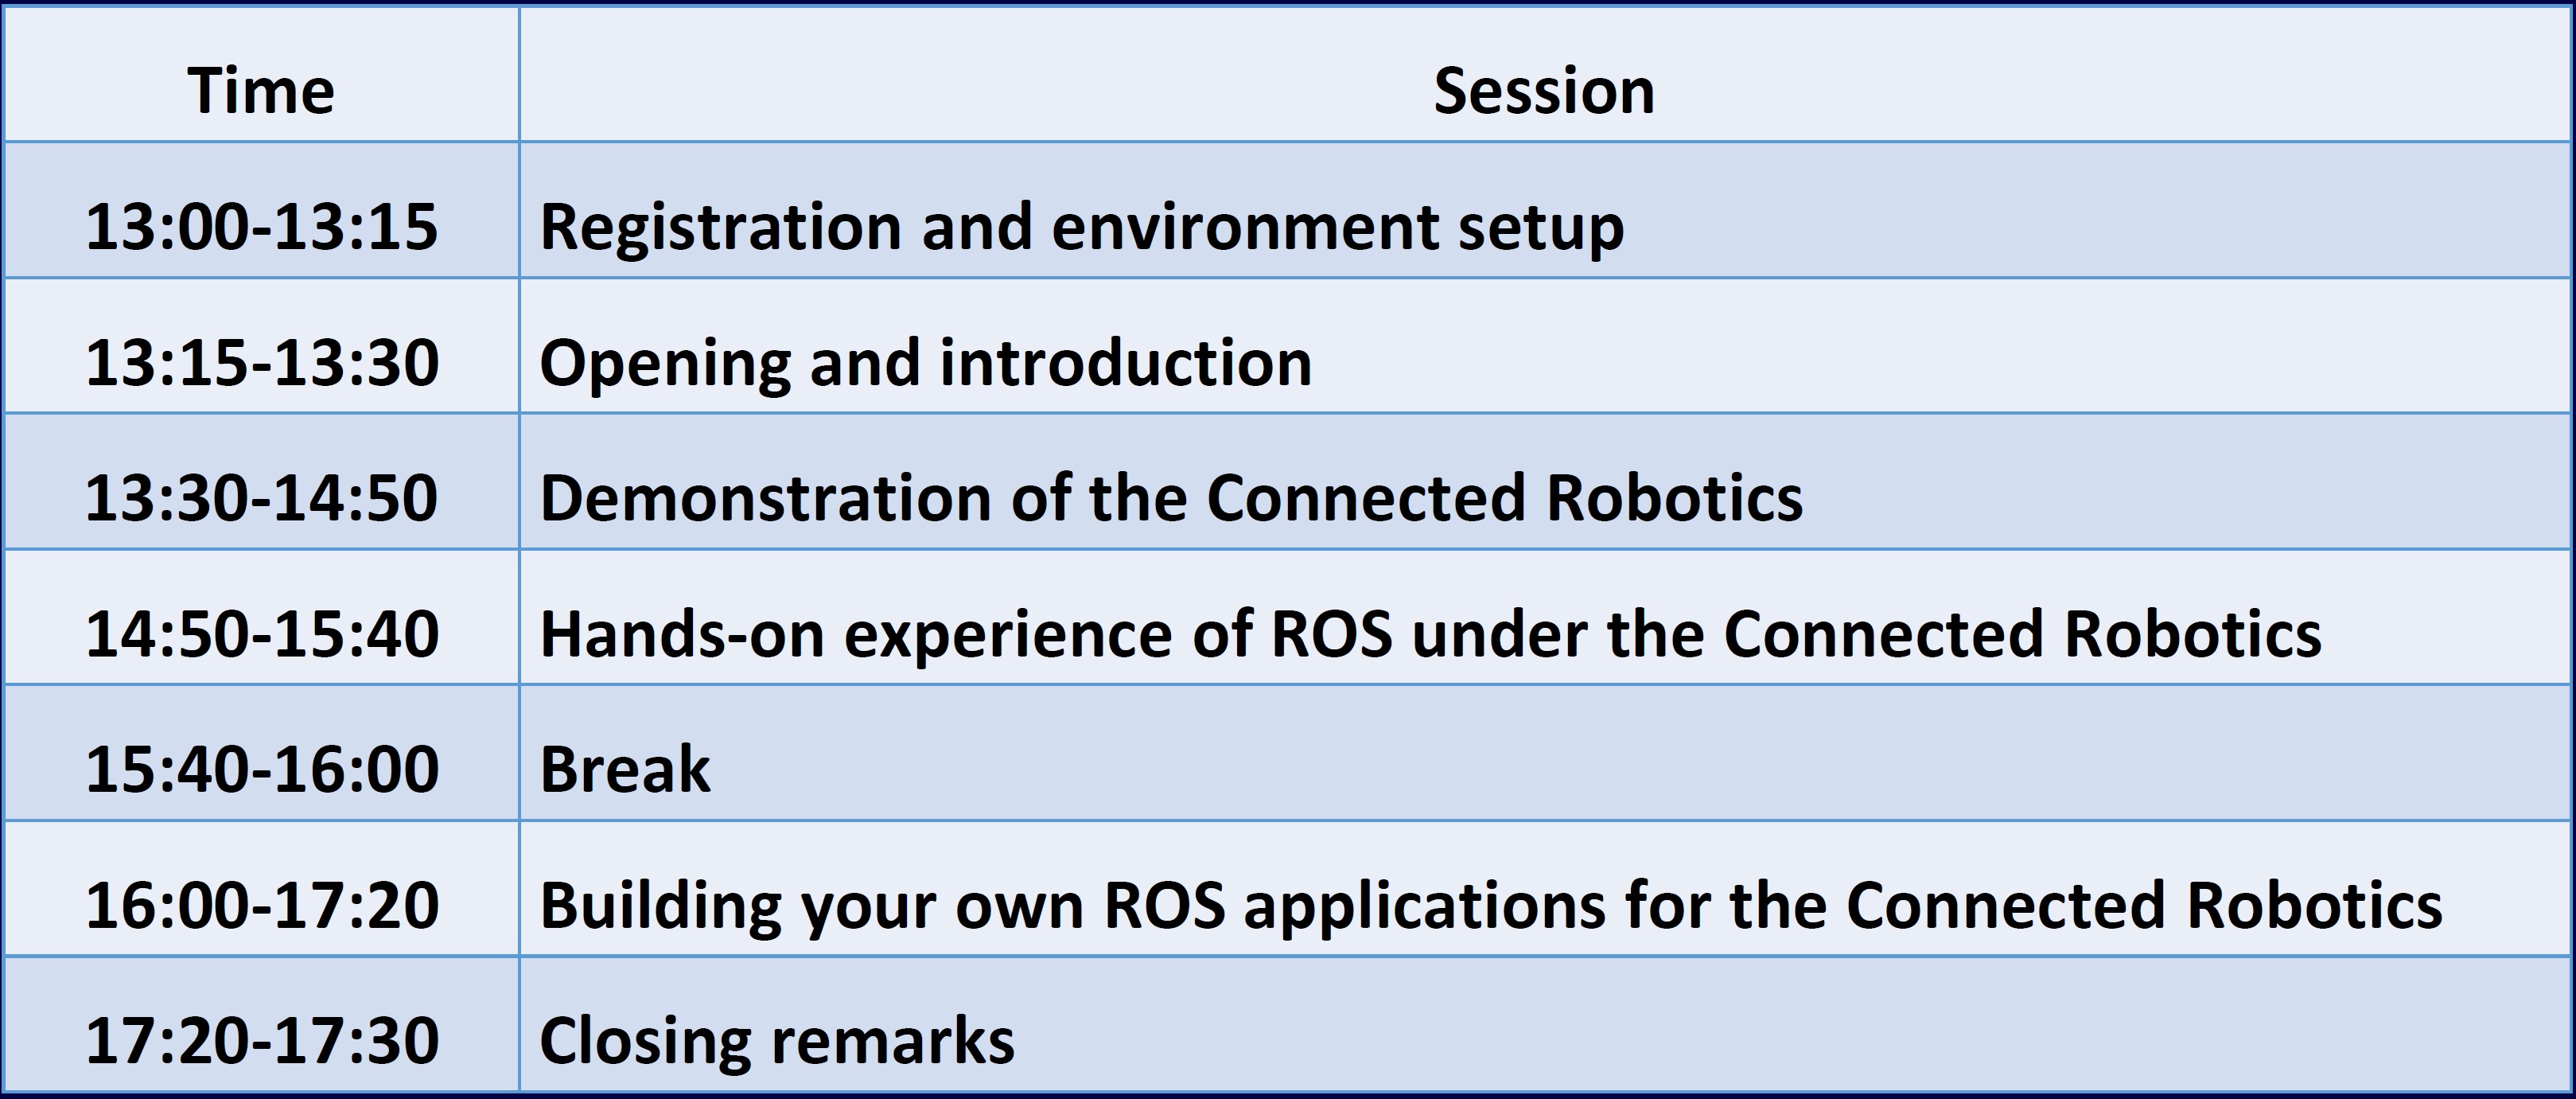 Time Session
13:00-13:15 Registration and environment setup
13:15-13:30 Opening and introduction
13:30-14:50 Demonstration of the Connected Robotics
14:50-15:40 Hands-on experience of ROS under the Connected Robotics
15:40-16:00 Break
16:00-17:20 Building your own ROS applications for the Connected Robotics
17:20-17:30 Closing remarks